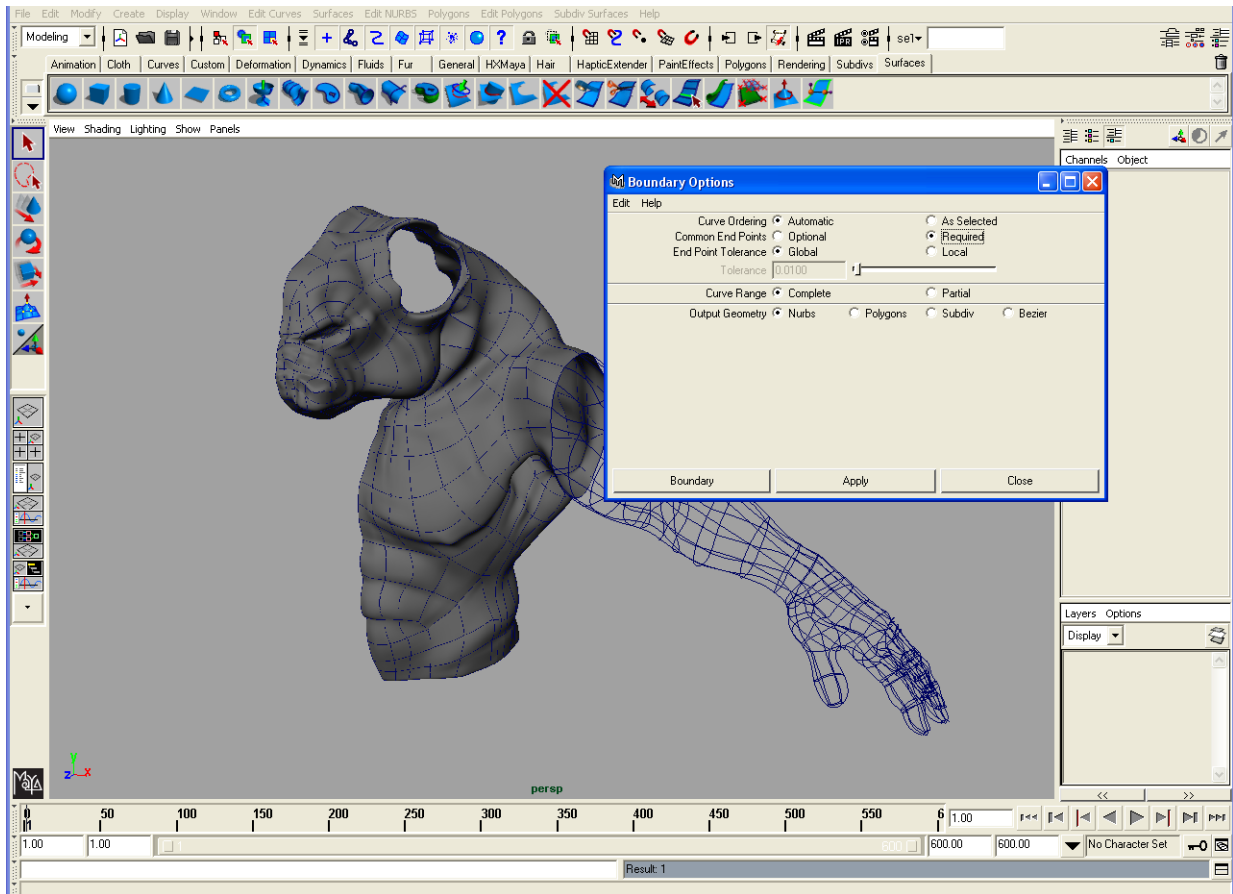 File Edit Modify Create Display Window Edit Curves Surfaces Edit NURBS Polygons Edit Polygons Subdiv Surfaces Help
Modeling sel
Animation Cloth Curves Custom Deformation Dynamics Fluids Fur General HXMaya Hair HapticExtender PaintEffects Polygons Rendering Subdivs Surfaces
View Shading Lighting Show Panels
Channels Object
Boundary Options
Edit Help
Curve Ordering Automatic As Selected
Common End Points Optional Required
End Point Tolerance Global Local
Tolerance 0.0100
Curve Range Complete Partial
Output Geometry Nurbs Polygons Subdiv Bezier
Boundary Apply Close
Layers Options
Display
y
z x
MAYA
persp
<< >>
0 50 100 150 200 250 300 350 400 450 500 550 6 1.00
1.00 1.00 1 600 600.00 600.00 No Character Set
Result: 1